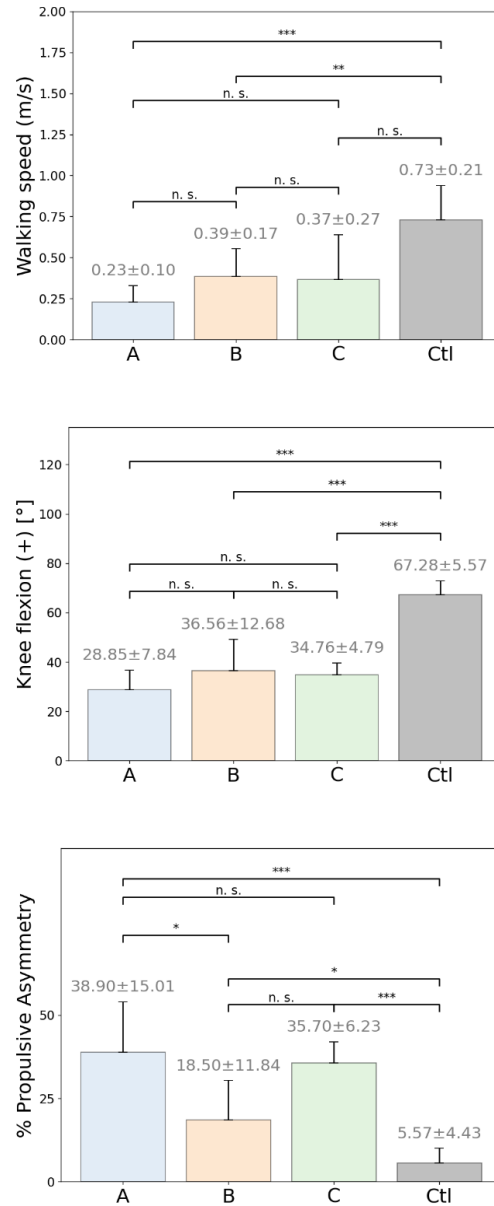 Walking speed (m/s)
2.00
1.75
1.50
1.25
1.00
0.75
0.50
0.25
0.00
***
**
n. s.
n. s.
n. s.
n. s.
0.73±0.21
0.39±0.17
0.37±0.27
0.23±0.10
A B C Ctl
Knee flexion (+) [°]
120
100
80
60
40
20
0
***
***
***
n. s.
n. s. n. s.
67.28±5.57
36.56±12.68
34.76±4.79
28.85±7.84
A B C Ctl
% Propulsive Asymmetry
50
25
0
***
n. s.
*
*
n. s. ***
38.90±15.01
35.70±6.23
18.50±11.84
5.57±4.43
A B C Ctl